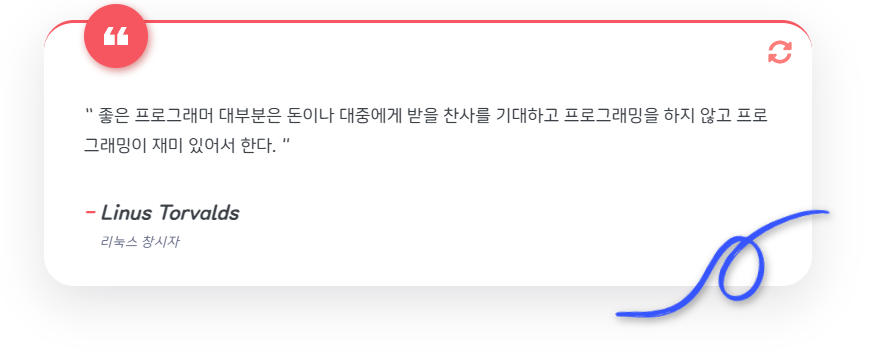 “ 좋은 프로그래머 대부분은 돈이나 대중에게 받을 찬사를 기대하고 프로그래밍을 하지 않고 프로
그래밍이 재미 있어서 한다. ”
- Linus Torvalds
리눅스 창시자